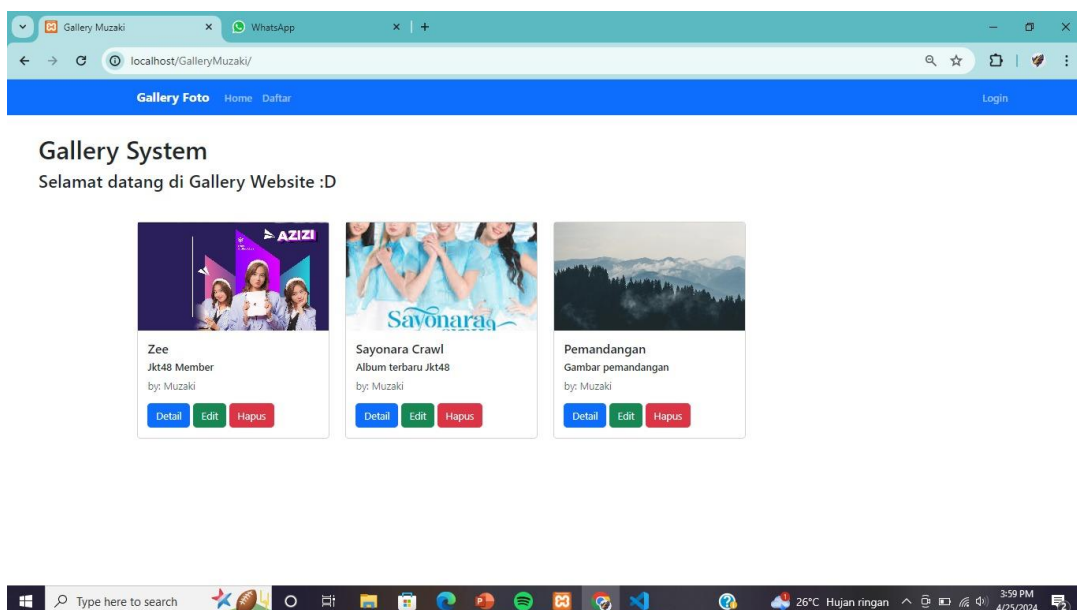 Gallery Muzaki
WhatsApp
localhost/GalleryMuzaki/
Gallery Foto Home Daftar Login
Gallery System
Selamat datang di Gallery Website :D
AZIZI
Sayonara
Zee
Jkt48 Member
by: Muzaki
Detail Edit Hapus
Sayonara Crawl
Album terbaru Jkt48
by: Muzaki
Detail Edit Hapus
Pemandangan
Gambar pemandangan
by: Muzaki
Detail Edit Hapus
Type here to search
26°C Hujan ringan
3:59 PM
4/25/2024